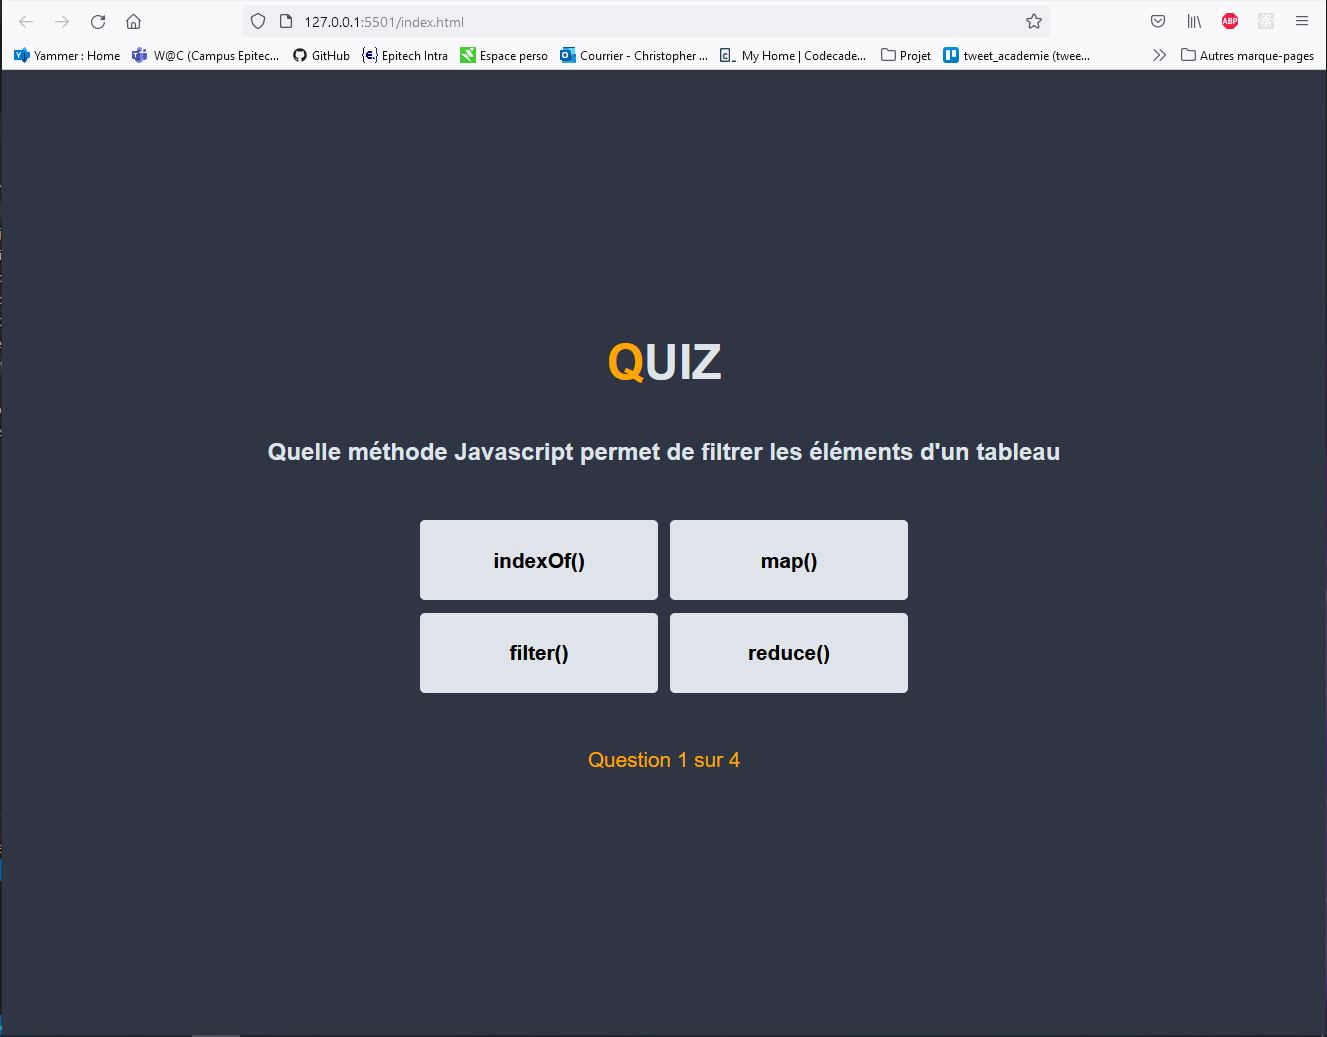 127.0.0.1:5501/index.html
ABP
Yammer : Home W@C (Campus Epitec... GitHub Epitech Intra Espace perso Courrier - Christopher ... My Home | Codecade... Projet tweet_academie (twee... Autres marque-pages
QUIZ
Quelle méthode Javascript permet de filtrer les éléments d'un tableau
indexOf() map()
filter() reduce()
Question 1 sur 4